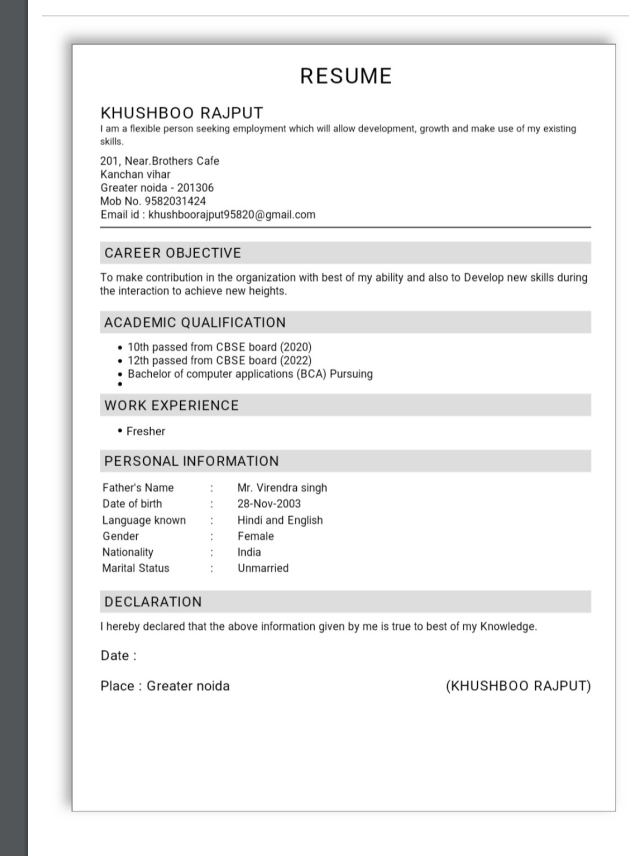 RESUME
KHUSHBOO RAJPUT
I am a flexible person seeking employment which will allow development, growth and make use of my existing
skills.
201, Near.Brothers Cafe
Kanchan vihar
Greater noida - 201306
Mob No. 9582031424
Email id : khushboorajput95820@gmail.com
CAREER OBJECTIVE
To make contribution in the organization with best of my ability and also to Develop new skills during
the interaction to achieve new heights.
ACADEMIC QUALIFICATION
• 10th passed from CBSE board (2020)
• 12th passed from CBSE board (2022)
• Bachelor of computer applications (BCA) Pursuing
•
WORK EXPERIENCE
• Fresher
PERSONAL INFORMATION
Father's Name : Mr. Virendra singh
Date of birth : 28-Nov-2003
Language known : Hindi and English
Gender : Female
Nationality : India
Marital Status : Unmarried
DECLARATION
I hereby declared that the above information given by me is true to best of my Knowledge.
Date :
Place : Greater noida (KHUSHBOO RAJPUT)